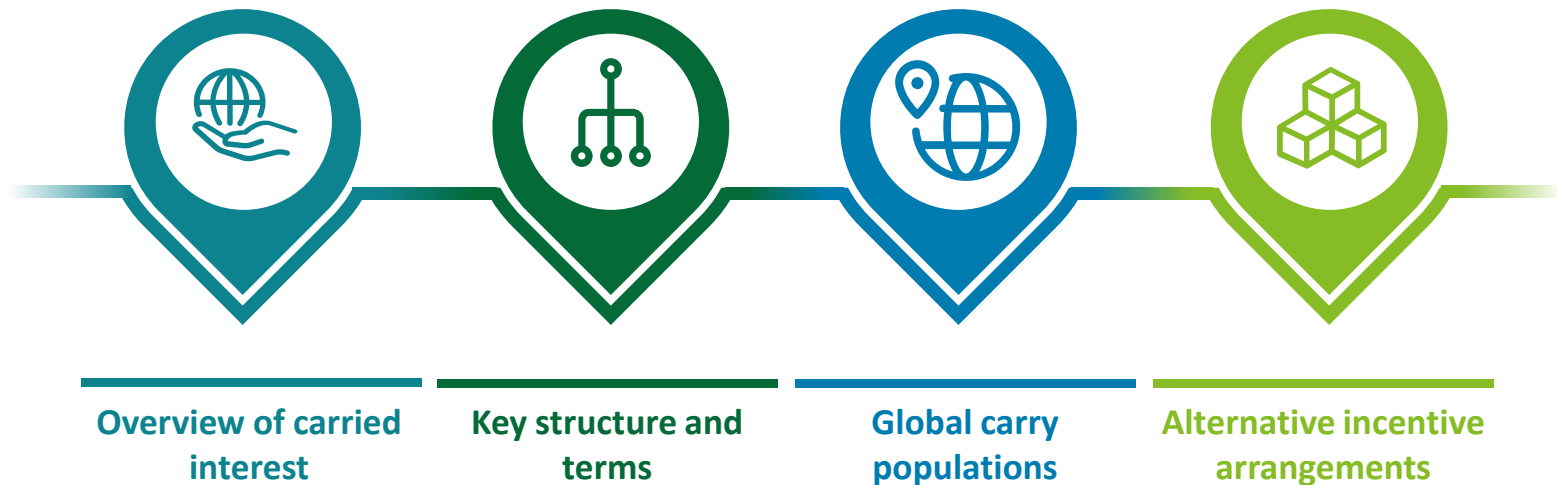 Overview of carried
interest
Key structure and
terms
Global carry
populations
Alternative incentive
arrangements